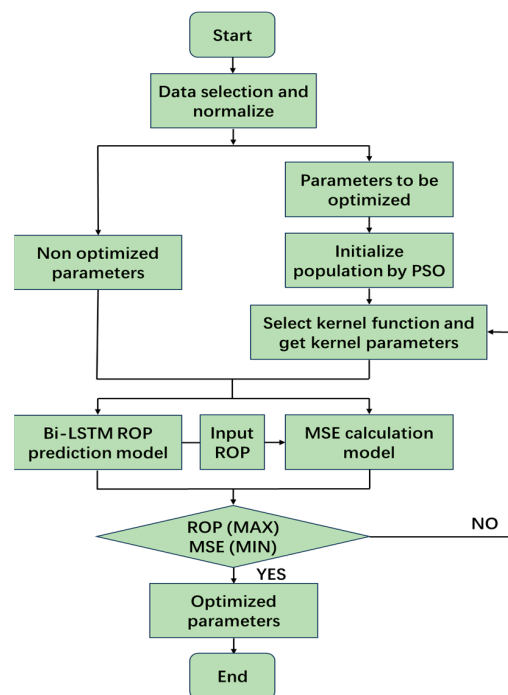 Start
Data selection and
normalize
Parameters to be
optimized
Non optimized
parameters
Initialize
population by PSO
Select kernel function and
get kernel parameters
Bi-LSTM ROP
prediction model
Input
ROP
MSE calculation
model
ROP (MAX)
MSE (MIN)
NO
YES
Optimized
parameters
End